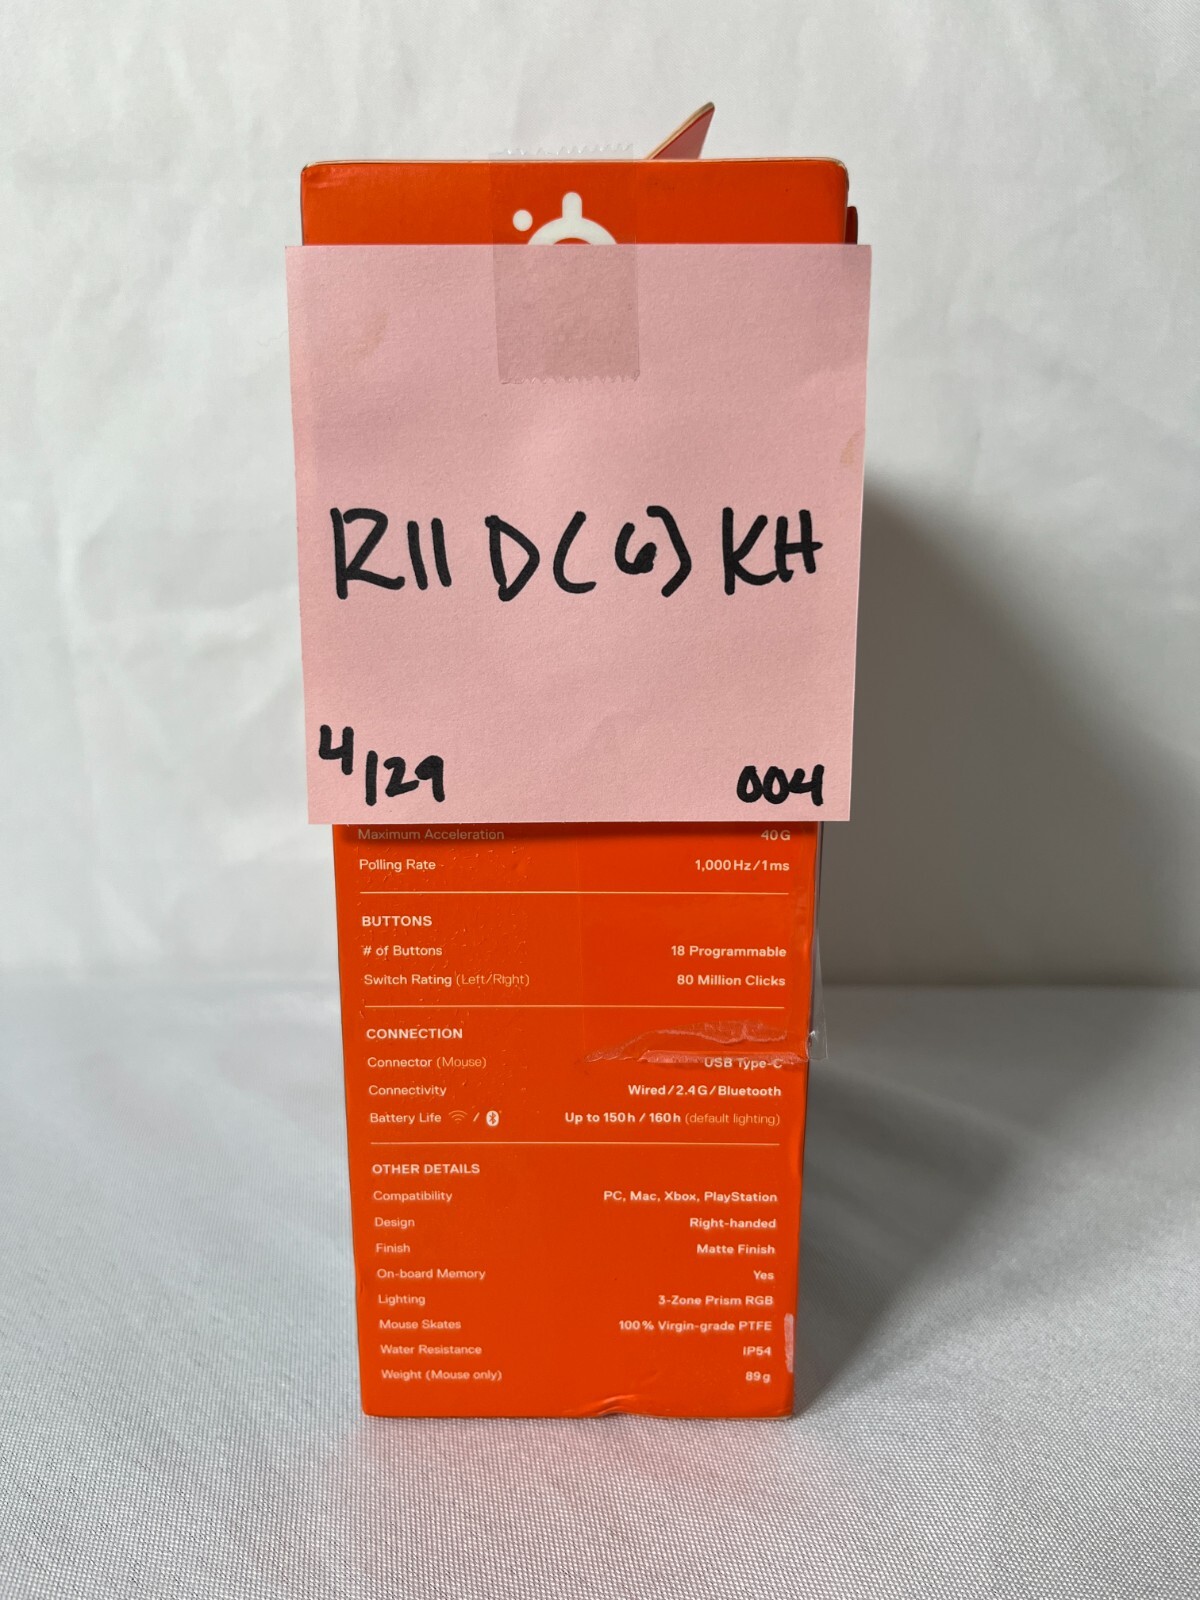 R11 D(6) KH
4/29 004
Maximum Acceleration 40G
Polling Rate 1,000Hz/1ms
BUTTONS
# of Buttons 18 Programmable
Switch Rating (Left/Right) 80 Million Clicks
CONNECTION
Connector (Mouse) USB Type-C
Connectivity Wired/2.4G/Bluetooth
Battery Life / Up to 150h / 160h (default lighting)
OTHER DETAILS
Compatibility PC, Mac, Xbox, PlayStation
Design Right-handed
Finish Matte Finish
On-board Memory Yes
Lighting 3-Zone Prism RGB
Mouse Skates 100% Virgin-grade PTFE
Water Resistance IP54
Weight (Mouse only) 89g